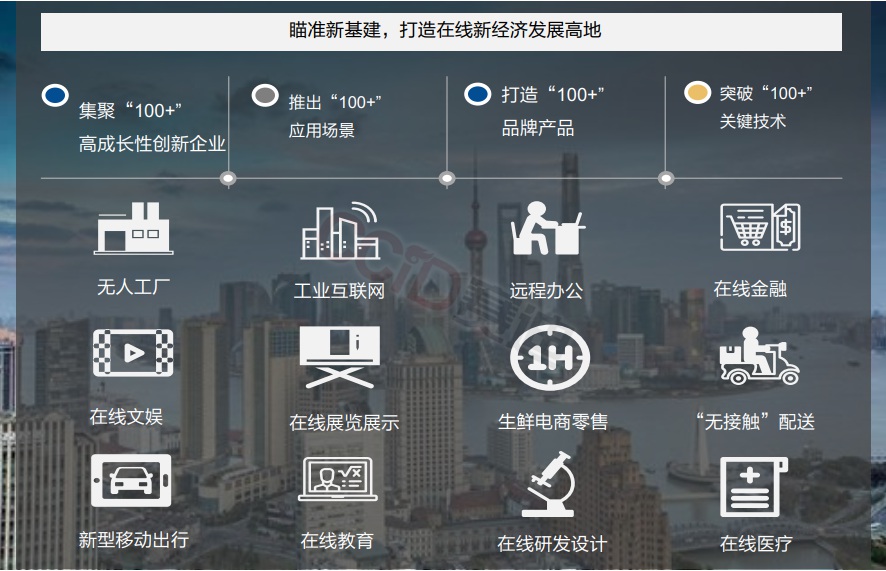 瞄准新基建，打造在线新经济发展高地
集聚“100+”
高成长性创新企业
推出“100+”
应用场景
打造“100+”
品牌产品
突破“100+”
关键技术
无人工厂
工业互联网
远程办公
在线金融
在线文娱
在线展览展示
1H
生鲜电商零售
“无接触”配送
新型移动出行
在线教育
在线研发设计
在线医疗